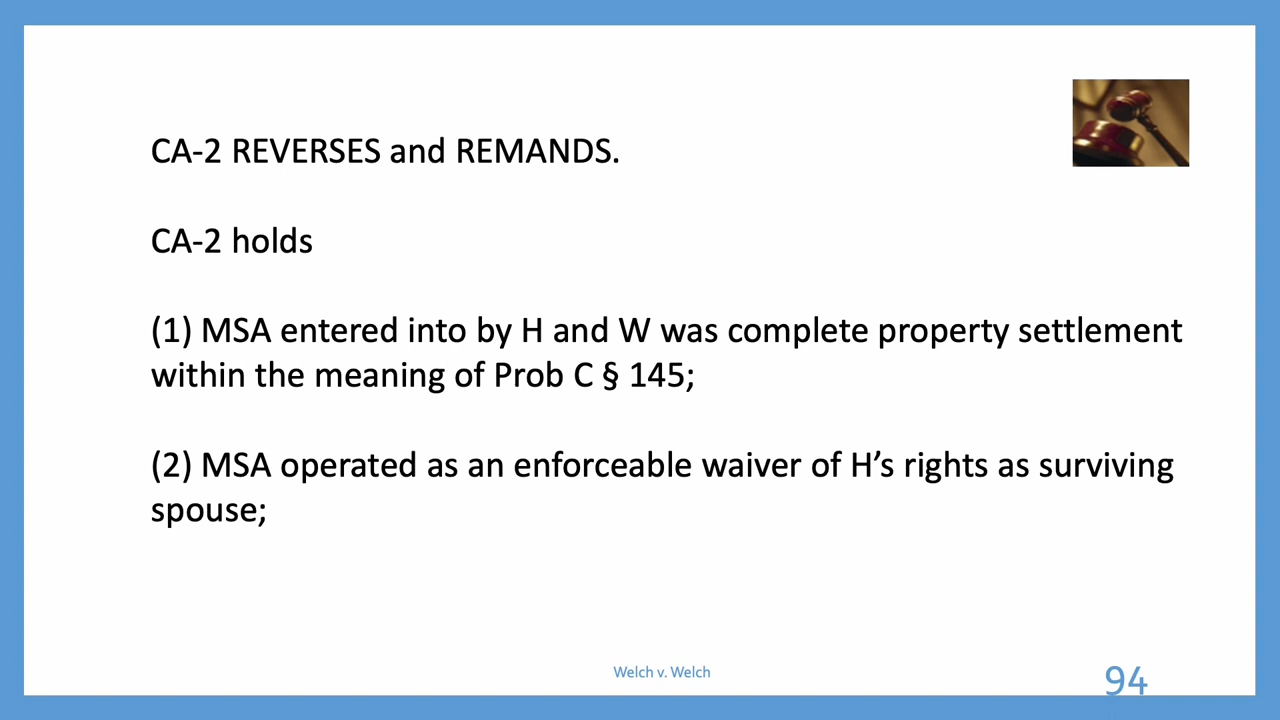 CA-2 REVERSES and REMANDS.
CA-2 holds
(1) MSA entered into by H and W was complete property settlement
within the meaning of Prob C § 145;
(2) MSA operated as an enforceable waiver of H’s rights as surviving
spouse;
Welch v. Welch
94